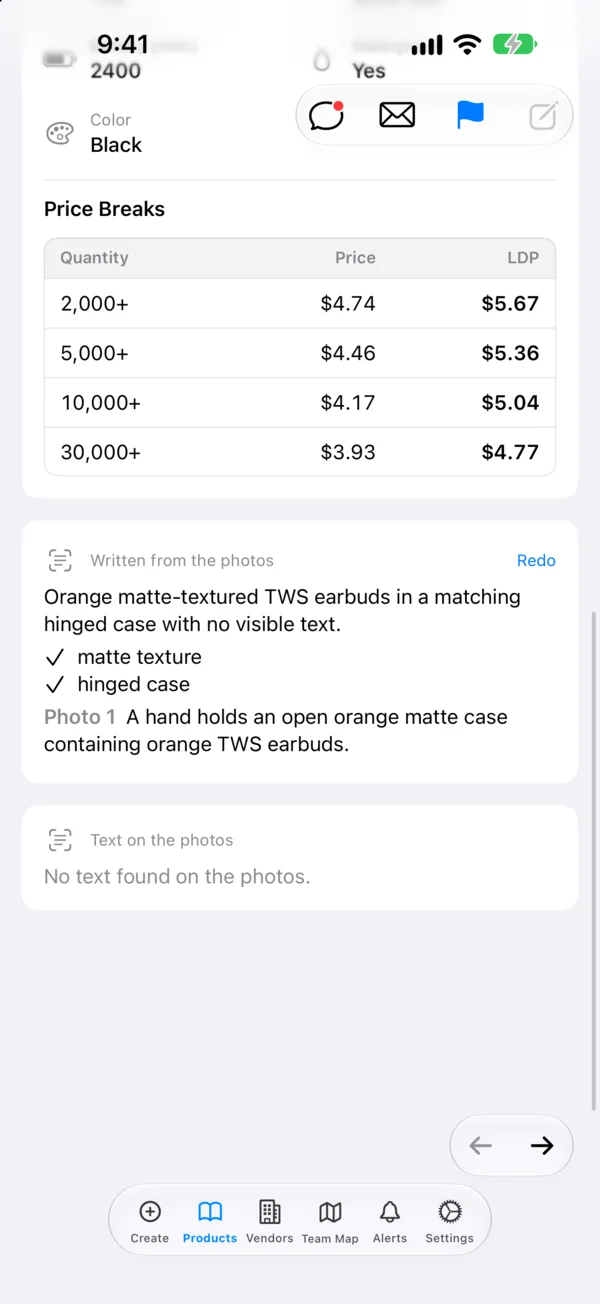 9:41
2400
Yes
Color
Black
Price Breaks
Quantity Price LDP
2,000+ $4.74 $5.67
5,000+ $4.46 $5.36
10,000+ $4.17 $5.04
30,000+ $3.93 $4.77
Written from the photos Redo
Orange matte-textured TWS earbuds in a matching
hinged case with no visible text.
matte texture
hinged case
Photo 1 A hand holds an open orange matte case
containing orange TWS earbuds.
Text on the photos
No text found on the photos.
Create Products Vendors Team Map Alerts Settings